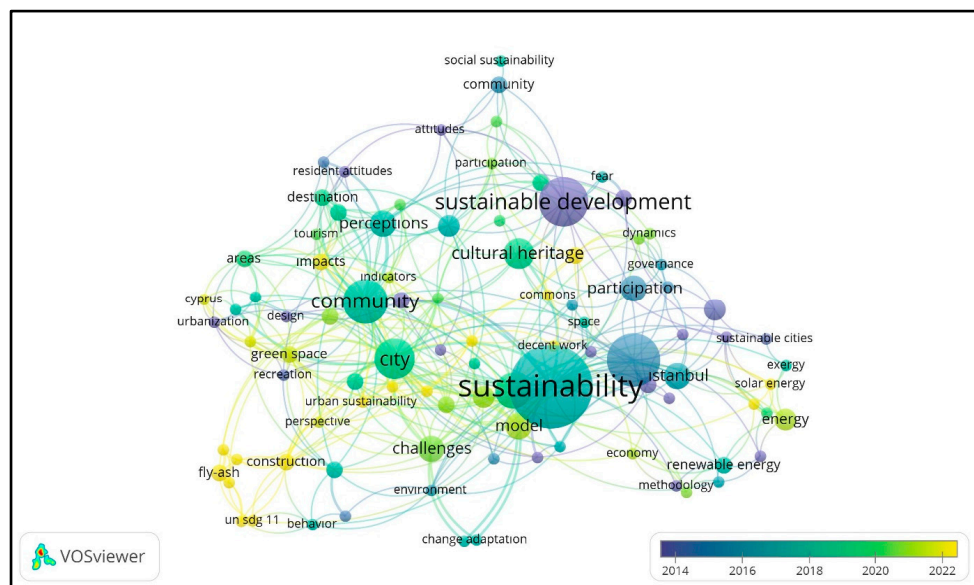 social sustainability
community
attitudes
participation
resident attitudes
fear
destination
sustainable development
perceptions
tourism
dynamics
cultural heritage
areas
impacts
governance
indicators
participation
community
commons
cyprus
urbanization
design
space
sustainable cities
decent work
green space
city
exergy
recreation
sustainability
istanbul
solar energy
urban sustainability
perspective
model
energy
challenges
economy
construction
renewable energy
fly-ash
environment
methodology
un sdg 11
behavior
change adaptation
VOSviewer
2014 2016 2018 2020 2022